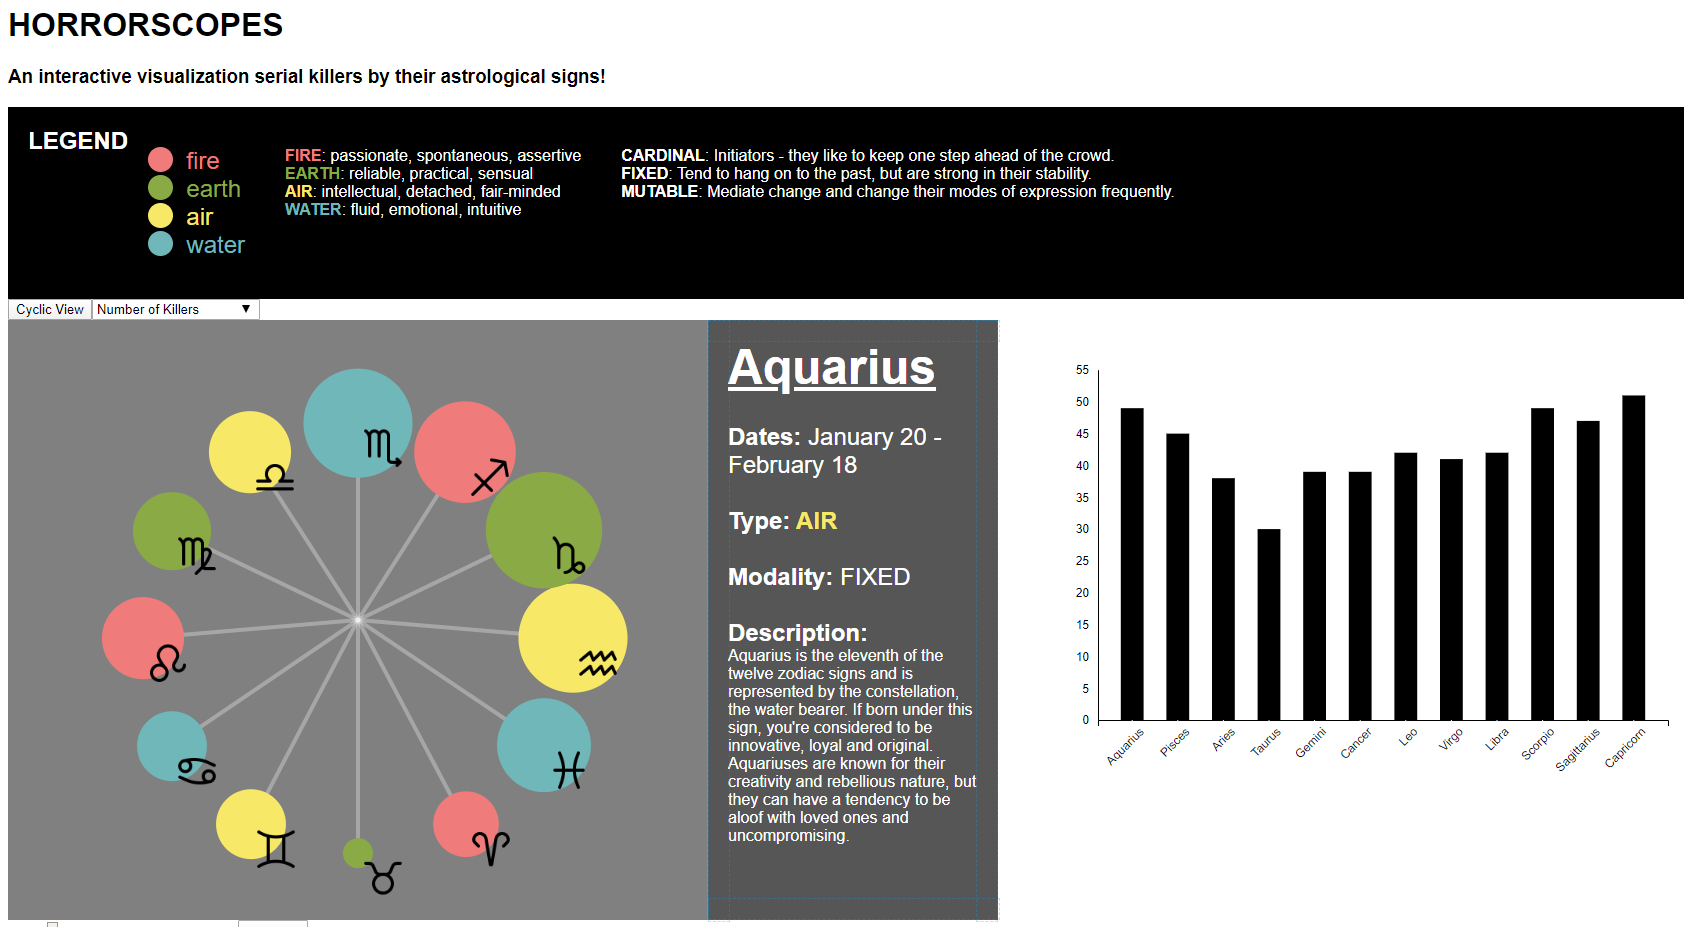 HORRORSCOPES
An interactive visualization serial killers by their astrological signs!
LEGEND
fire
earth
air
water
FIRE: passionate, spontaneous, assertive
EARTH: reliable, practical, sensual
AIR: intellectual, detached, fair-minded
WATER: fluid, emotional, intuitive
CARDINAL: Initiators - they like to keep one step ahead of the crowd.
FIXED: Tend to hang on to the past, but are strong in their stability.
MUTABLE: Mediate change and change their modes of expression frequently.
Cyclic View
Number of Killers
♏
♐
♑
♒
♓
♈
♉
♊
♋
♌
♍
♎
Aquarius
Dates: January 20 -
February 18
Type: AIR
Modality: FIXED
Description:
Aquarius is the eleventh of the
twelve zodiac signs and is
represented by the constellation,
the water bearer. If born under this
sign, you're considered to be
innovative, loyal and original.
Aquariuses are known for their
creativity and rebellious nature, but
they can have a tendency to be
aloof with loved ones and
uncompromising.
55
50
45
40
35
30
25
20
15
10
5
0
Aquarius
Pisces
Aries
Taurus
Gemini
Cancer
Leo
Virgo
Libra
Scorpio
Sagittarius
Capricorn